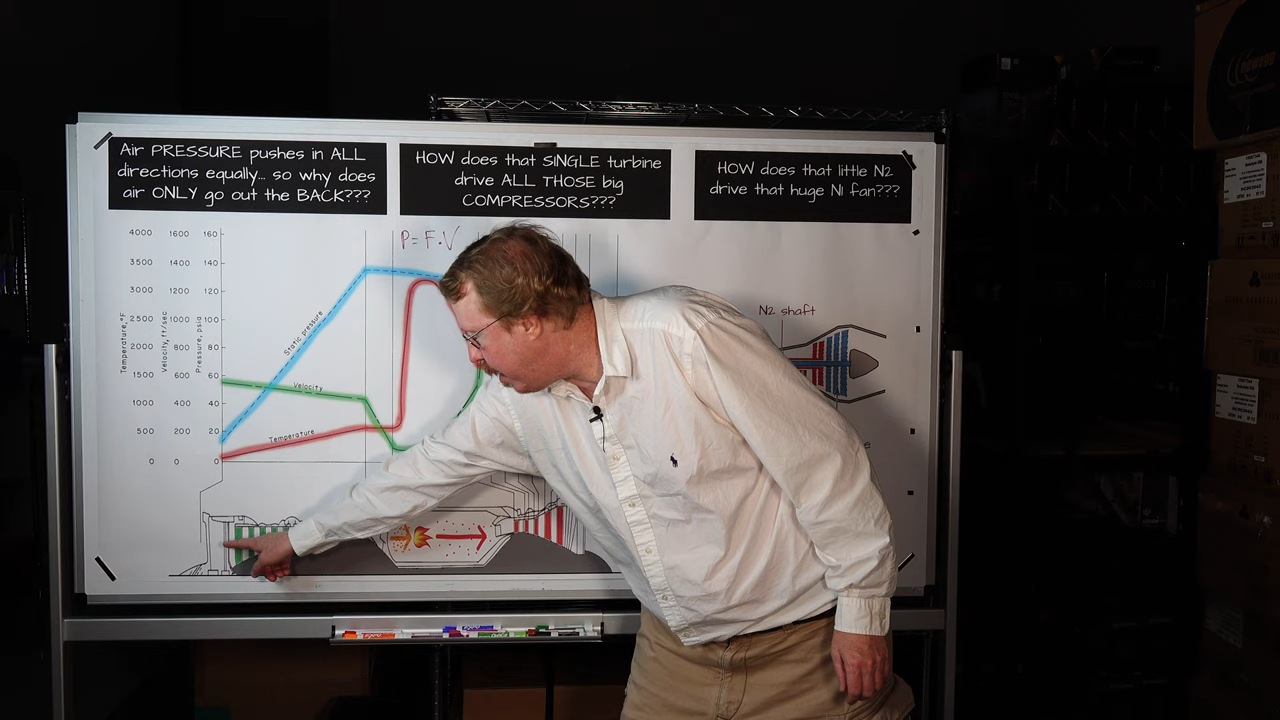 Air PRESSURE pushes in ALL
directions equally... so why does
air ONLY go out the BACK???
HOW does that SINGLE turbine
drive ALL THOSE big
COMPRESSORS???
HOW does that little N2
drive that huge N1 fan???
P=F·V
4000 1600 160
3500 1400 140
3000 1200 120
2500 1000 100
2000 800 80
1500 600 60
1000 400 40
500 200 20
0 0 0
Temperature, °F
Velocity, ft/sec
Pressure, psia
Static pressure
Velocity
Temperature
N2 shaft